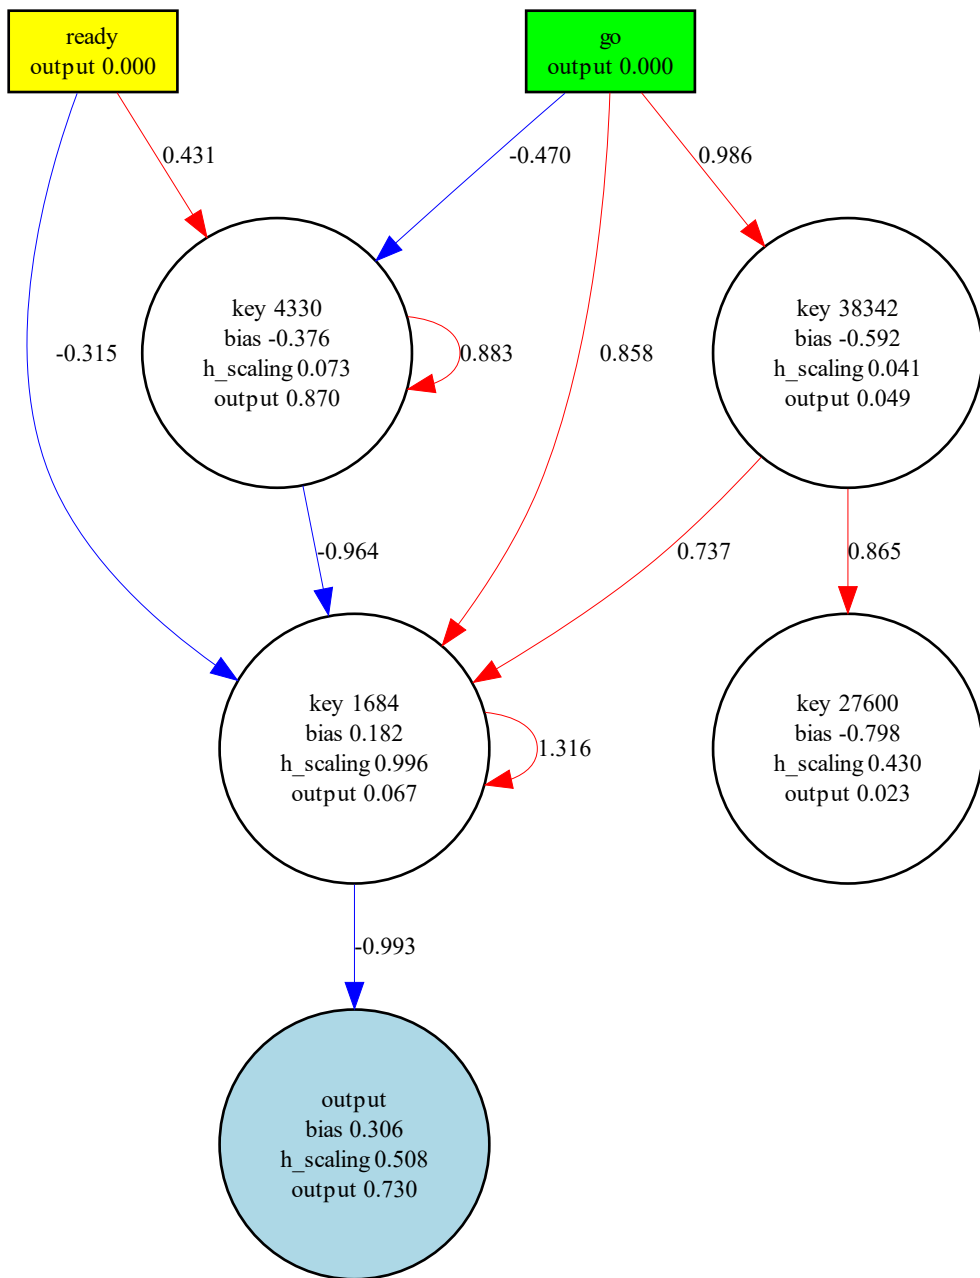 ready
output 0.000
go
output 0.000
0.431
-0.470
0.986
key 4330
bias -0.376
h_scaling 0.073
output 0.870
key 38342
bias -0.592
h_scaling 0.041
output 0.049
-0.315
0.883
0.858
-0.964
0.737
0.865
key 1684
bias 0.182
h_scaling 0.996
output 0.067
1.316
key 27600
bias -0.798
h_scaling 0.430
output 0.023
-0.993
output
bias 0.306
h_scaling 0.508
output 0.730